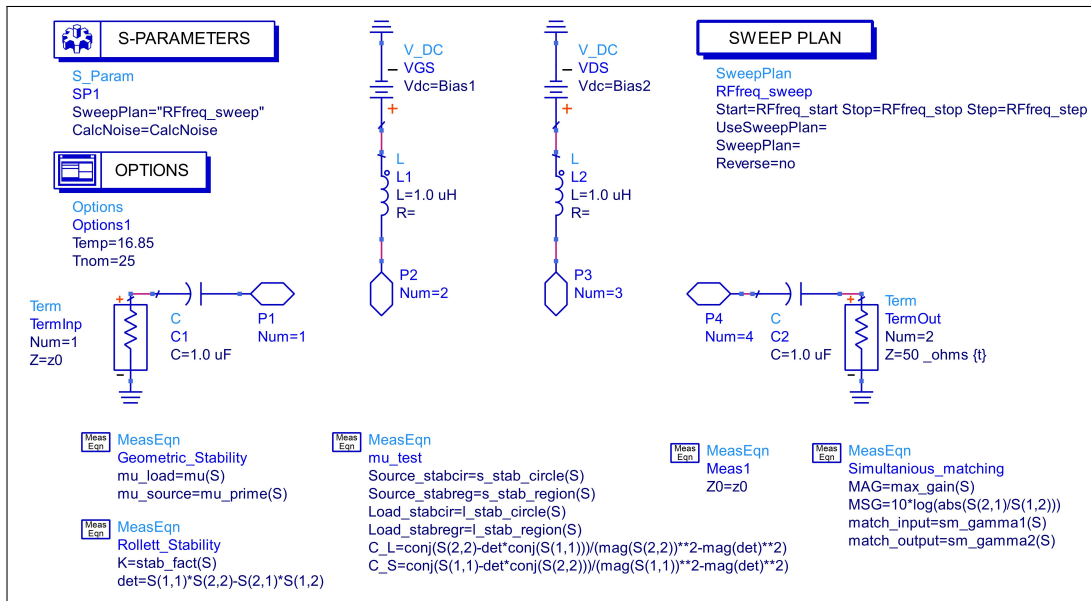 S-PARAMETERS
S_Param
SP1
SweepPlan="RFfreq_sweep"
CalcNoise=CalcNoise
OPTIONS
Options
Options1
Temp=16.85
Tnom=25
V_DC
VGS
Vdc=Bias1
L
L1
L=1.0 uH
R=
P2
Num=2
V_DC
VDS
Vdc=Bias2
L
L2
L=1.0 uH
R=
P3
Num=3
SWEEP PLAN
SweepPlan
RFfreq_sweep
Start=RFfreq_start Stop=RFfreq_stop Step=RFfreq_step
UseSweepPlan=
SweepPlan=
Reverse=no
Term
TermInp
Num=1
Z=z0
C
C1
C=1.0 uF
P1
Num=1
P4
Num=4
C
C2
C=1.0 uF
Term
TermOut
Num=2
Z=50 _ohms {t}
Meas
Eqn
MeasEqn
Geometric_Stability
mu_load=mu(S)
mu_source=mu_prime(S)
Meas
Eqn
MeasEqn
Rollett_Stability
K=stab_fact(S)
det=S(1,1)*S(2,2)-S(2,1)*S(1,2)
Meas
Eqn
MeasEqn
mu_test
Source_stabcir=s_stab_circle(S)
Source_stabreg=s_stab_region(S)
Load_stabcir=l_stab_circle(S)
Load_stabregr=l_stab_region(S)
C_L=conj(S(2,2)-det*conj(S(1,1)))/(mag(S(2,2))**2-mag(det)**2)
C_S=conj(S(1,1)-det*conj(S(2,2)))/(mag(S(1,1))**2-mag(det)**2)
Meas
Eqn
MeasEqn
Meas1
Z0=z0
Meas
Eqn
MeasEqn
Simultanious_matching
MAG=max_gain(S)
MSG=10*log(abs(S(2,1)/S(1,2)))
match_input=sm_gamma1(S)
match_output=sm_gamma2(S)